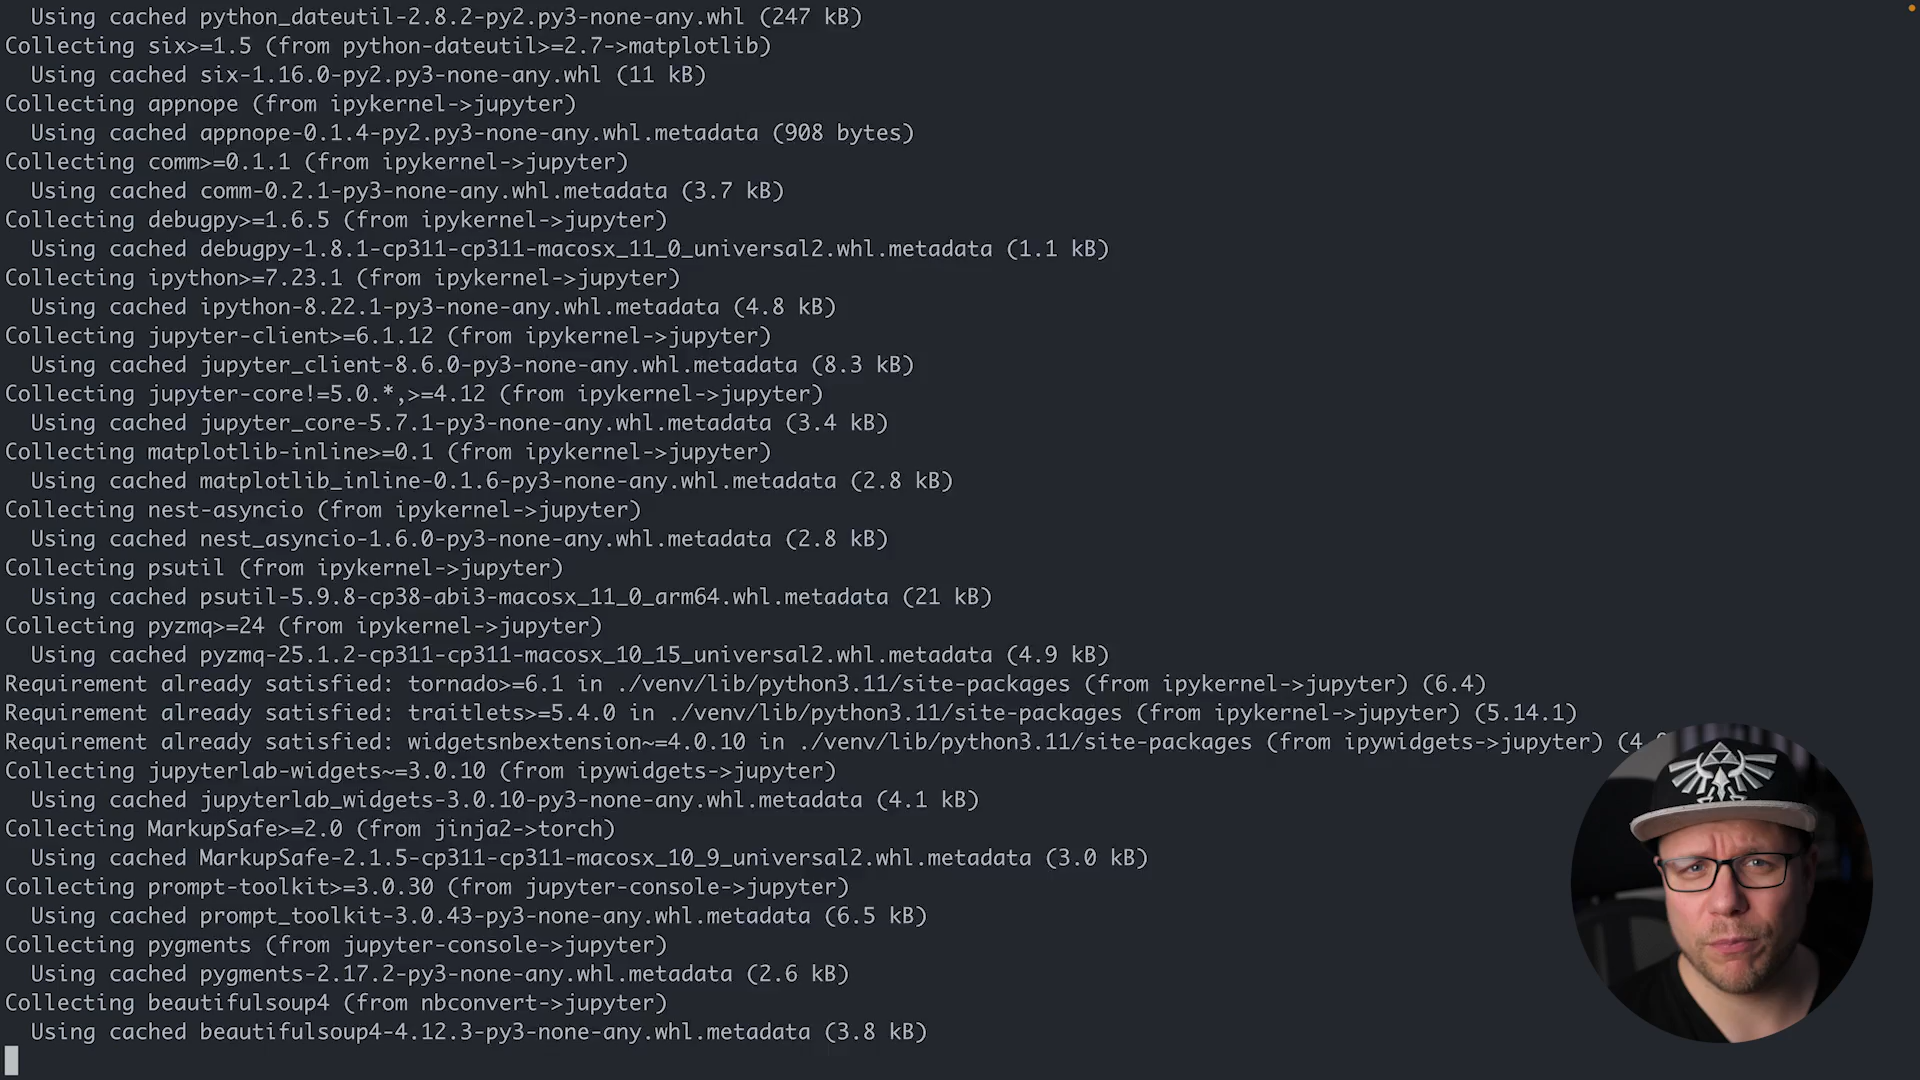 Using cached python_dateutil-2.8.2-py2.py3-none-any.whl (247 kB)
Collecting six>=1.5 (from python-dateutil>=2.7->matplotlib)
Using cached six-1.16.0-py2.py3-none-any.whl (11 kB)
Collecting appnope (from ipykernel->jupyter)
Using cached appnope-0.1.4-py2.py3-none-any.whl.metadata (908 bytes)
Collecting comm>=0.1.1 (from ipykernel->jupyter)
Using cached comm-0.2.1-py3-none-any.whl.metadata (3.7 kB)
Collecting debugpy>=1.6.5 (from ipykernel->jupyter)
Using cached debugpy-1.8.1-cp311-cp311-macosx_11_0_universal2.whl.metadata (1.1 kB)
Collecting ipython>=7.23.1 (from ipykernel->jupyter)
Using cached ipython-8.22.1-py3-none-any.whl.metadata (4.8 kB)
Collecting jupyter-client>=6.1.12 (from ipykernel->jupyter)
Using cached jupyter_client-8.6.0-py3-none-any.whl.metadata (8.3 kB)
Collecting jupyter-core!=5.0.*,>=4.12 (from ipykernel->jupyter)
Using cached jupyter_core-5.7.1-py3-none-any.whl.metadata (3.4 kB)
Collecting matplotlib-inline>=0.1 (from ipykernel->jupyter)
Using cached matplotlib_inline-0.1.6-py3-none-any.whl.metadata (2.8 kB)
Collecting nest-asyncio (from ipykernel->jupyter)
Using cached nest_asyncio-1.6.0-py3-none-any.whl.metadata (2.8 kB)
Collecting psutil (from ipykernel->jupyter)
Using cached psutil-5.9.8-cp38-abi3-macosx_11_0_arm64.whl.metadata (21 kB)
Collecting pyzmq>=24 (from ipykernel->jupyter)
Using cached pyzmq-25.1.2-cp311-cp311-macosx_10_15_universal2.whl.metadata (4.9 kB)
Requirement already satisfied: tornado>=6.1 in ./venv/lib/python3.11/site-packages (from ipykernel->jupyter) (6.4)
Requirement already satisfied: traitlets>=5.4.0 in ./venv/lib/python3.11/site-packages (from ipykernel->jupyter) (5.14.1)
Requirement already satisfied: widgetsnbextension~=4.0.10 in ./venv/lib/python3.11/site-packages (from ipywidgets->jupyter)
Collecting jupyterlab-widgets~=3.0.10 (from ipywidgets->jupyter)
Using cached jupyterlab_widgets-3.0.10-py3-none-any.whl.metadata (4.1 kB)
Collecting MarkupSafe>=2.0 (from jinja2->torch)
Using cached MarkupSafe-2.1.5-cp311-cp311-macosx_10_9_universal2.whl.metadata (3.0 kB)
Collecting prompt-toolkit>=3.0.30 (from jupyter-console->jupyter)
Using cached prompt_toolkit-3.0.43-py3-none-any.whl.metadata (6.5 kB)
Collecting pygments (from jupyter-console->jupyter)
Using cached pygments-2.17.2-py3-none-any.whl.metadata (2.6 kB)
Collecting beautifulsoup4 (from nbconvert->jupyter)
Using cached beautifulsoup4-4.12.3-py3-none-any.whl.metadata (3.8 kB)